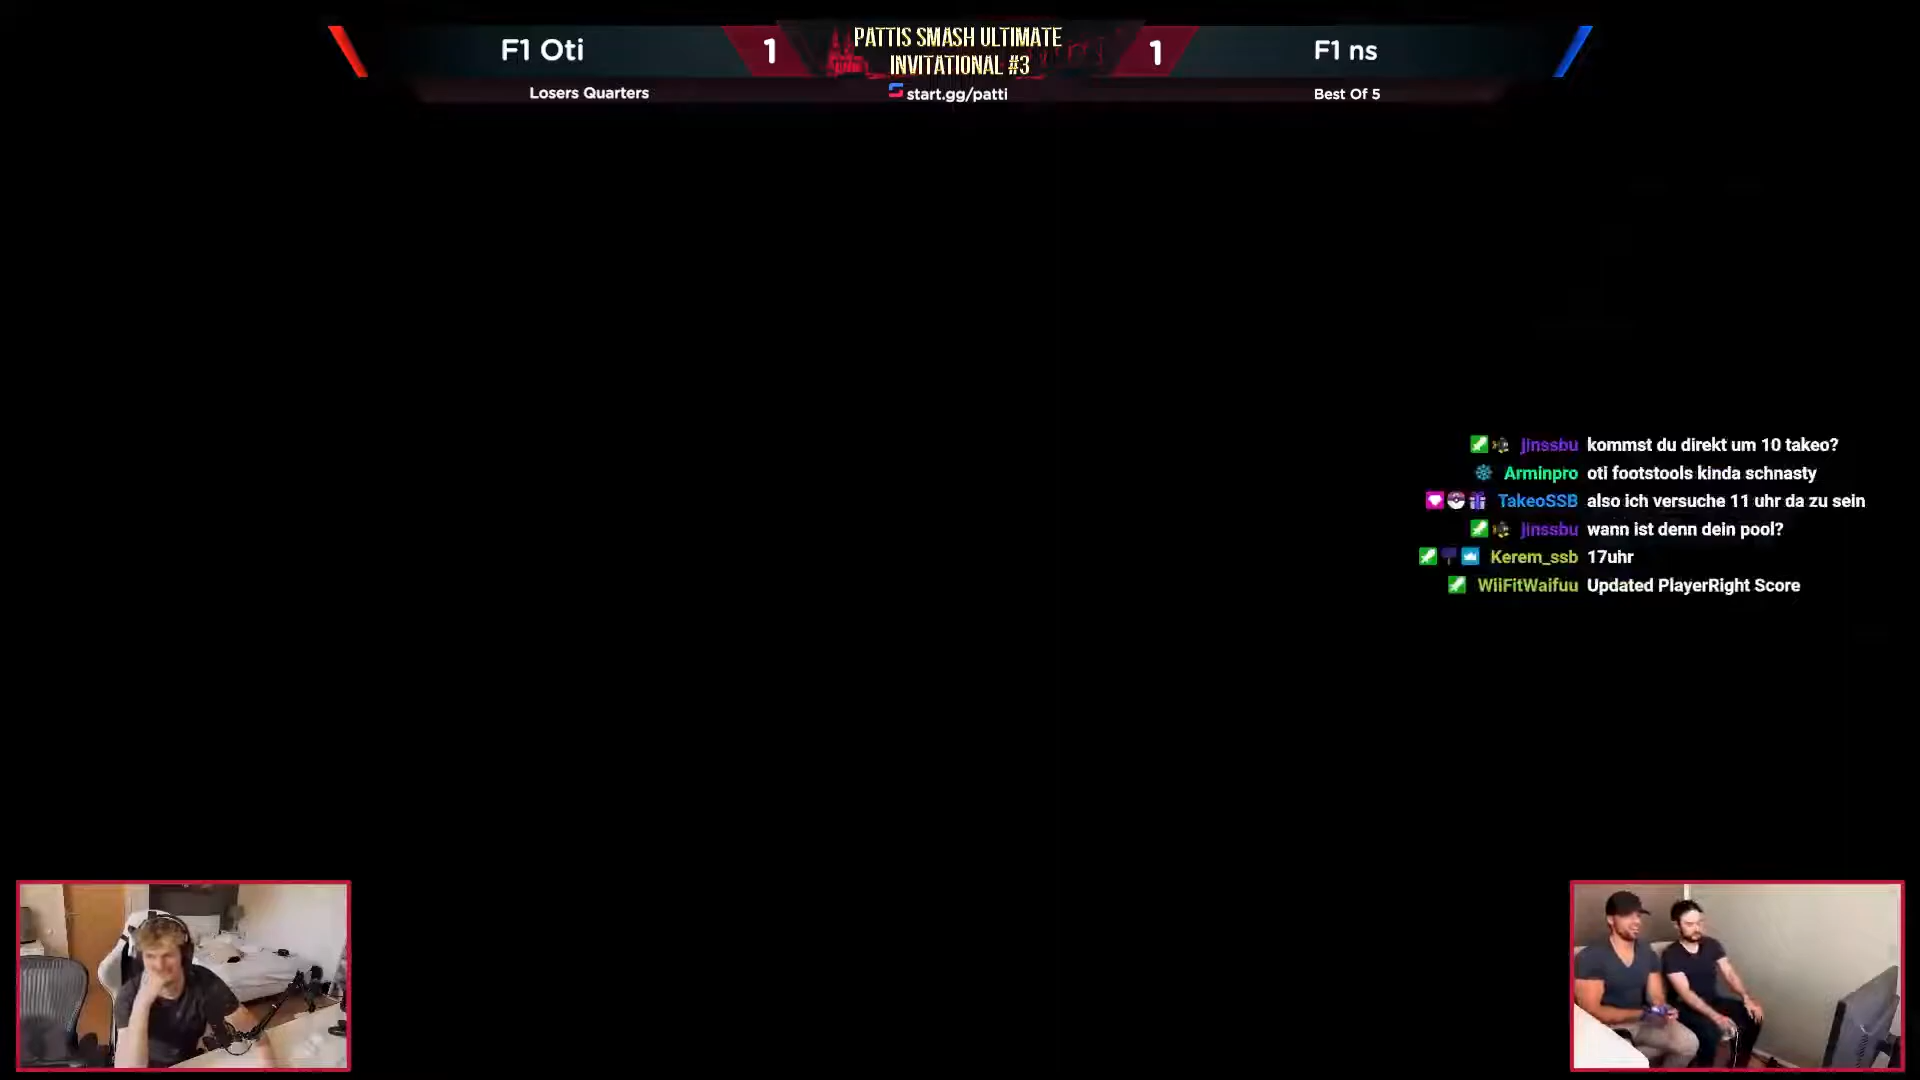 F1 Oti
1
PATTIS SMASH ULTIMATE
INVITATIONAL #3
1
F1 ns
Losers Quarters
start.gg/patti
Best Of 5
jinssbu kommst du direkt um 10 takeo?
Arminpro oti footstools kinda schnasty
TakeoSSB also ich versuche 11 uhr da zu sein
jinssbu wann ist denn dein pool?
Kerem_ssb 17uhr
WiiFitWaifuu Updated PlayerRight Score